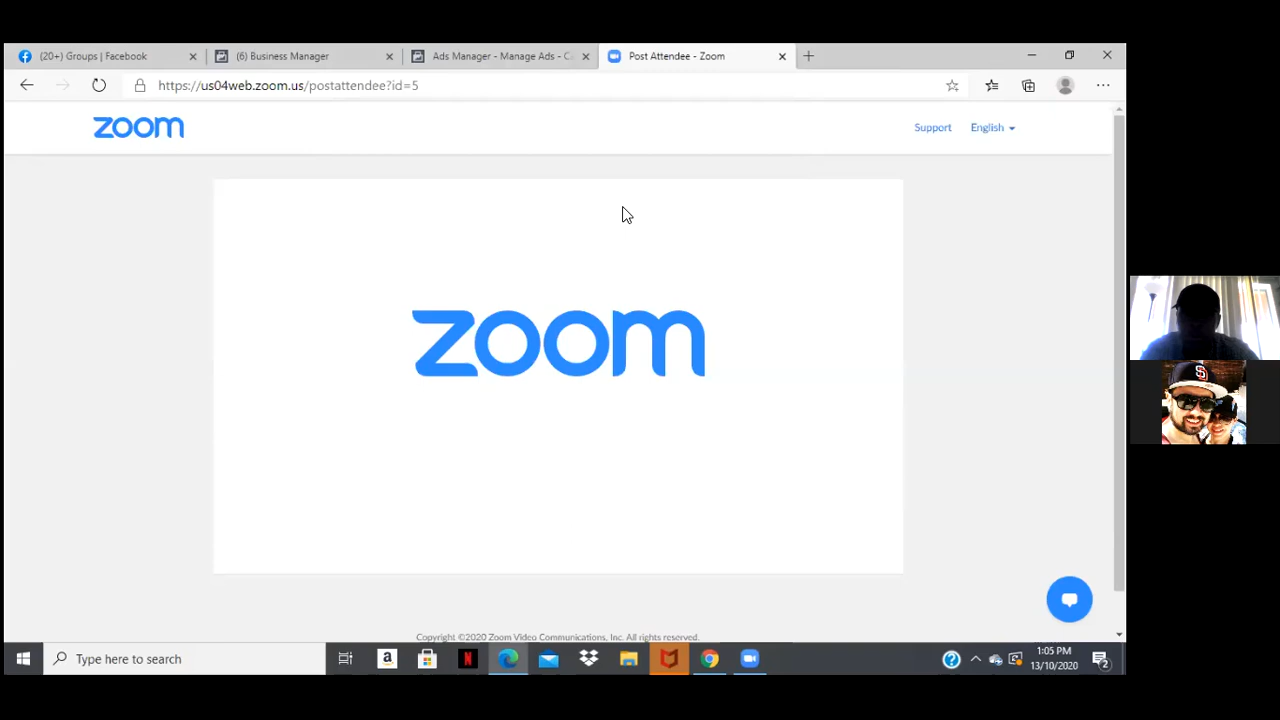 (20+) Groups | Facebook
(6) Business Manager
Ads Manager - Manage Ads - C
Post Attendee - Zoom
https://us04web.zoom.us/postattendee?id=5
zoom
Support
English
zoom
Copyright ©2020 Zoom Video Communications, Inc. All rights reserved.
Type here to search
1:05 PM
13/10/2020
2